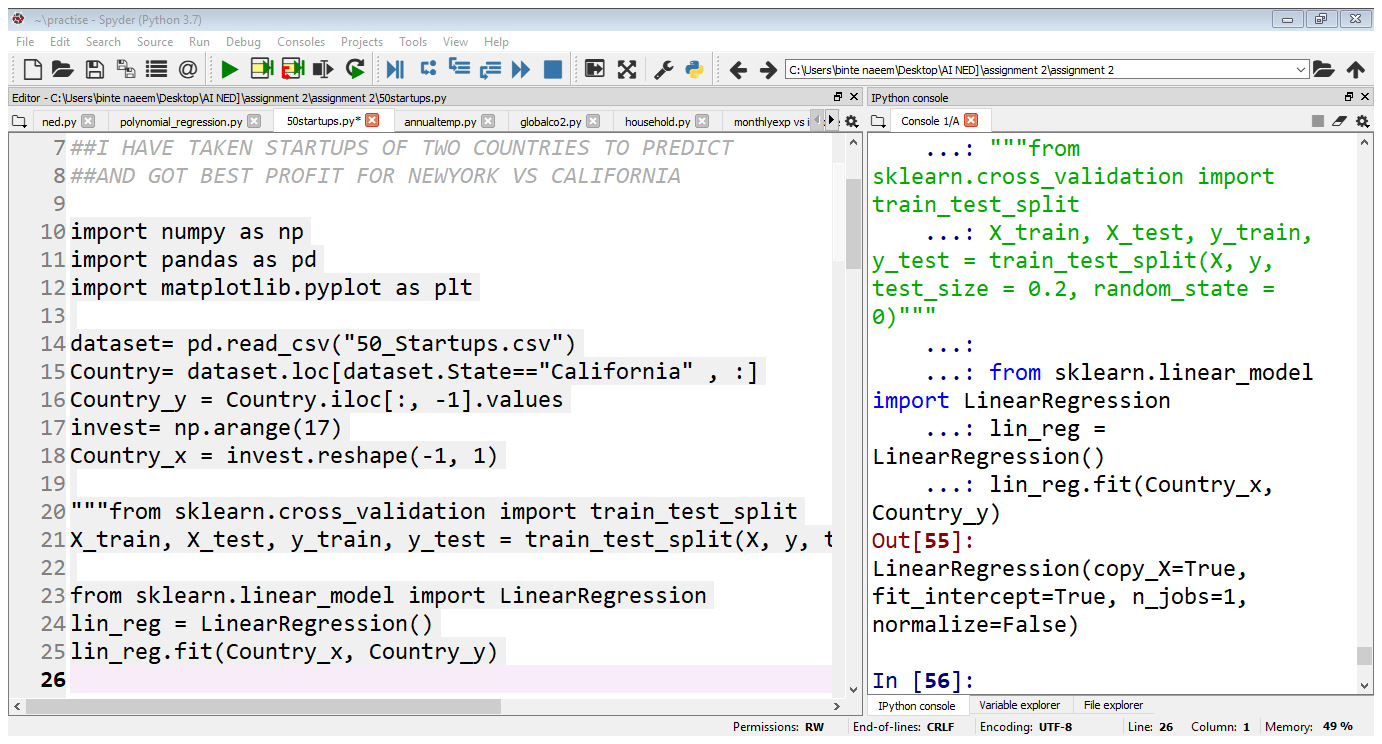 ~\practise - Spyder (Python 3.7)
File Edit Search Source Run Debug Consoles Projects Tools View Help
C:\Users\binte naeem\Desktop\AI NED]\assignment 2\assignment 2
Editor - C:\Users\binte naeem\Desktop\AI NED]\assignment 2\assignment 2\50startups.py
ned.py polynomial_regression.py 50startups.py* annualtemp.py globalco2.py household.py monthlyexp vs i
7 ##I HAVE TAKEN STARTUPS OF TWO COUNTRIES TO PREDICT
8 ##AND GOT BEST PROFIT FOR NEWYORK VS CALIFORNIA
9
10 import numpy as np
11 import pandas as pd
12 import matplotlib.pyplot as plt
13
14 dataset= pd.read_csv("50_Startups.csv")
15 Country= dataset.loc[dataset.State=="California" , :]
16 Country_y = Country.iloc[:, -1].values
17 invest= np.arange(17)
18 Country_x = invest.reshape(-1, 1)
19
20 """from sklearn.cross_validation import train_test_split
21 X_train, X_test, y_train, y_test = train_test_split(X, y, t
22
23 from sklearn.linear_model import LinearRegression
24 lin_reg = LinearRegression()
25 lin_reg.fit(Country_x, Country_y)
26
IPython console
Console 1/A
...: """from
sklearn.cross_validation import
train_test_split
...: X_train, X_test, y_train,
y_test = train_test_split(X, y,
test_size = 0.2, random_state =
0)"""
...:
...: from sklearn.linear_model
import LinearRegression
...: lin_reg =
LinearRegression()
...: lin_reg.fit(Country_x,
Country_y)
Out[55]:
LinearRegression(copy_X=True,
fit_intercept=True, n_jobs=1,
normalize=False)
In [56]:
IPython console Variable explorer File explorer
Permissions: RW End-of-lines: CRLF Encoding: UTF-8 Line: 26 Column: 1 Memory: 49 %